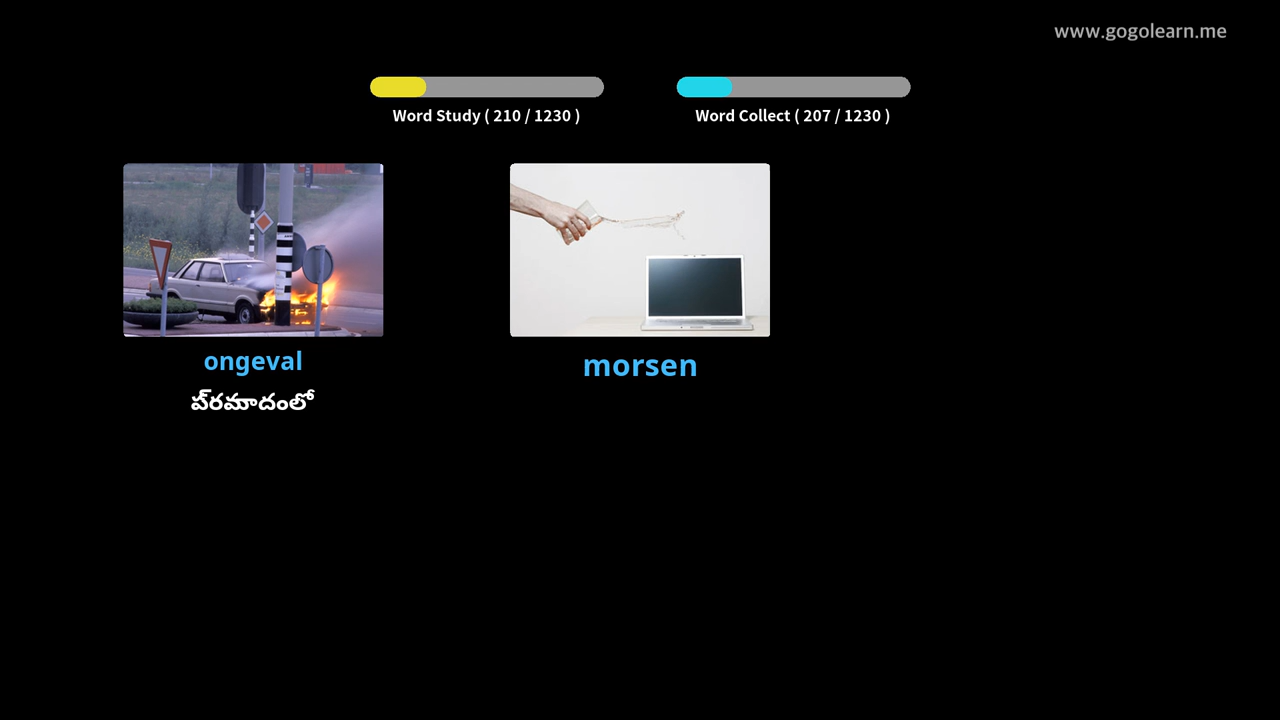 www.gogolearn.me
Word Study ( 210 / 1230 )
Word Collect ( 207 / 1230 )
ongeval
morsen
ప్రమాదంలో